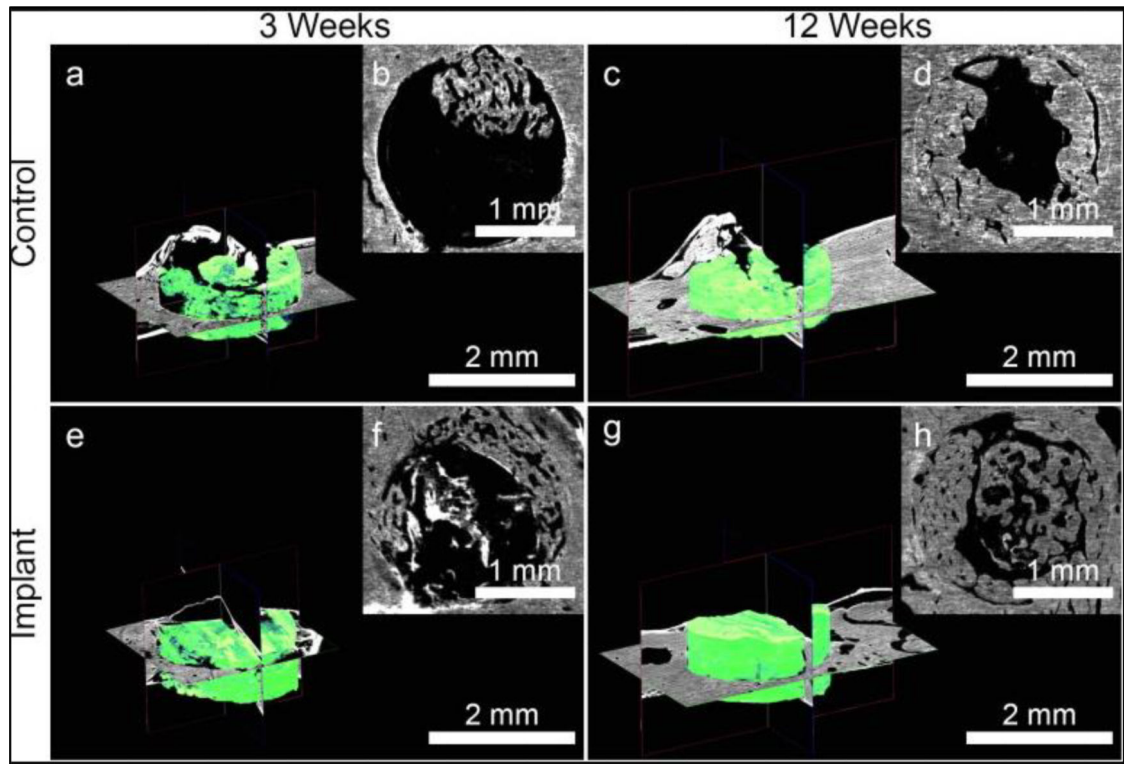 3 Weeks
12 Weeks
Control
a
b
1 mm
2 mm
c
d
1 mm
2 mm
Implant
e
f
1 mm
2 mm
g
h
1 mm
2 mm